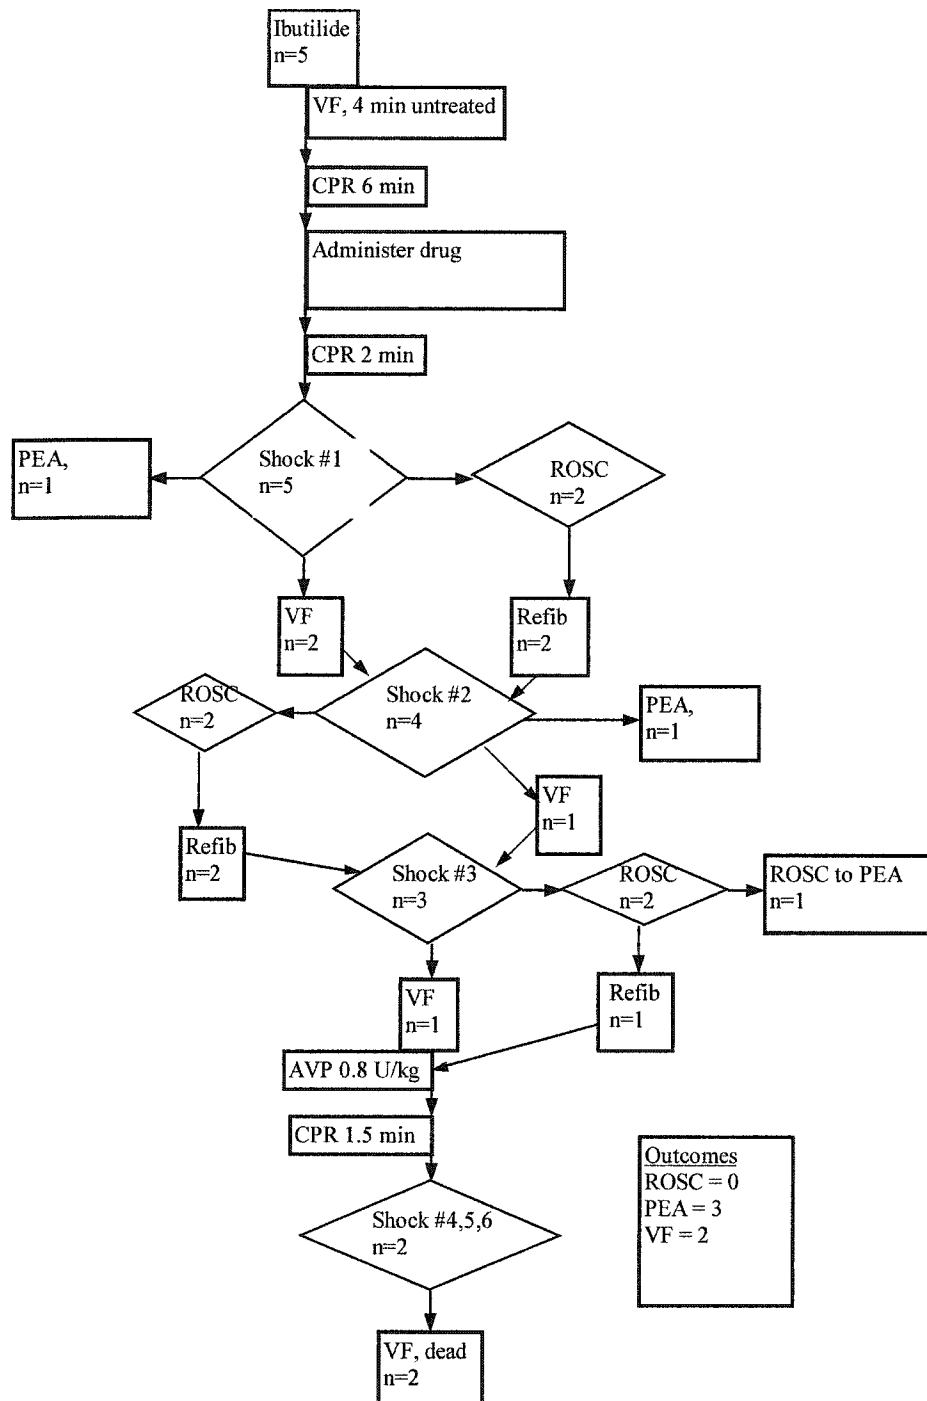 Ibutilide
n=5
VF, 4 min untreated
CPR 6 min
Administer drug
CPR 2 min
PEA,
n=1
Shock #1
n=5
ROSC
n=2
VF
n=2
Refib
n=2
ROSC
n=2
Shock #2
n=4
PEA,
n=1
VF
n=1
Refib
n=2
Shock #3
n=3
ROSC
n=2
ROSC to PEA
n=1
VF
n=1
Refib
n=1
AVP 0.8 U/kg
CPR 1.5 min
Shock #4,5,6
n=2
Outcomes
ROSC = 0
PEA = 3
VF = 2
VF, dead
n=2